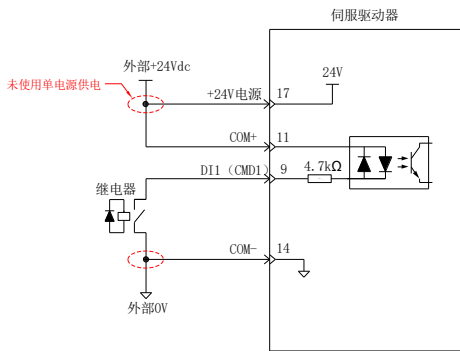 伺服驱动器
外部+24Vdc
24V
未使用单电源供电
+24V电源
17
COM+
11
DI1（CMD1）
9
4.7kΩ
继电器
COM-
14
外部0V